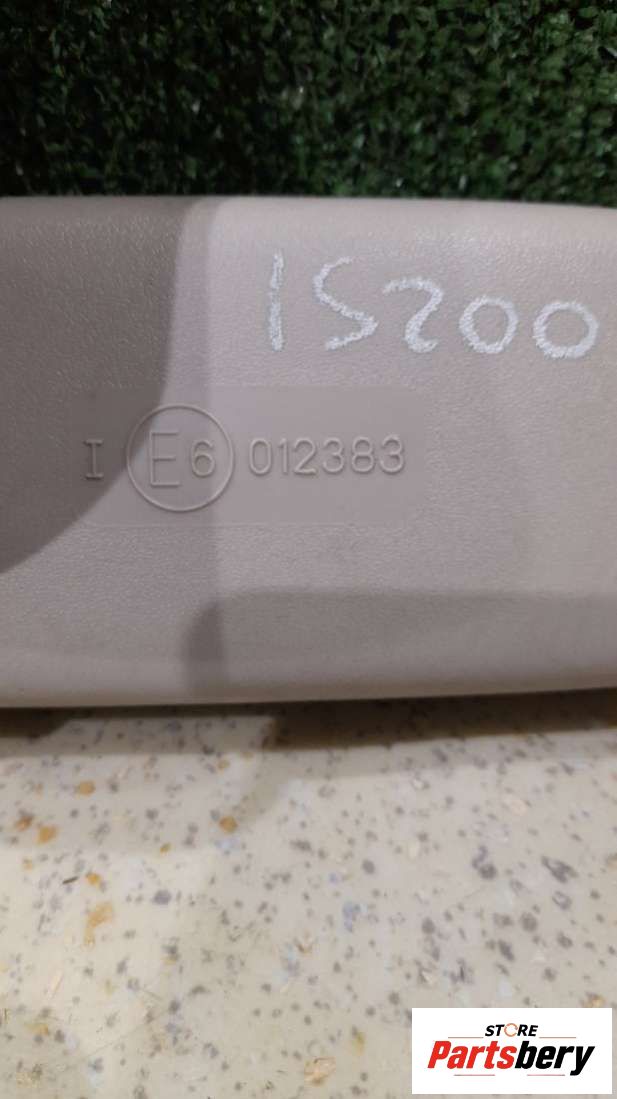 IS200
I E6 012383
STORE
Partsbery